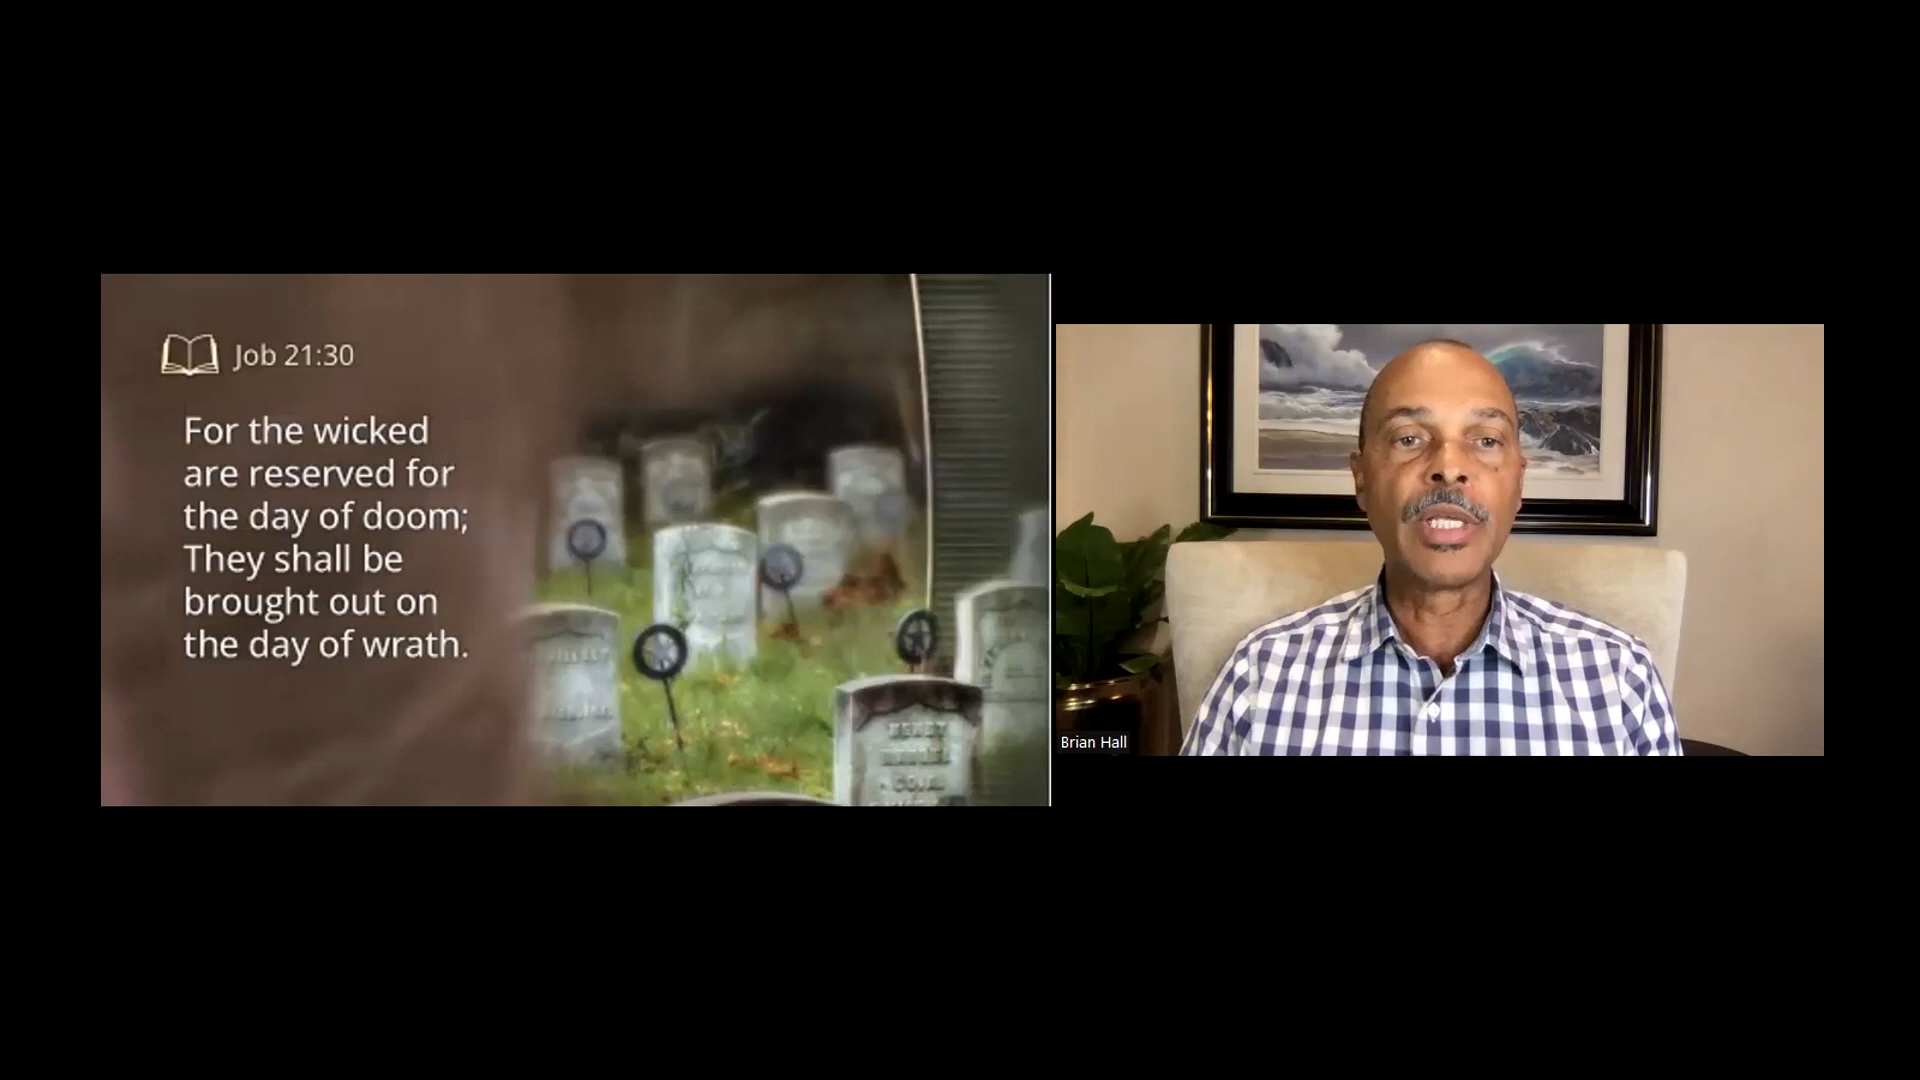 Job 21:30
For the wicked
are reserved for
the day of doom;
They shall be
brought out on
the day of wrath.
Brian Hall